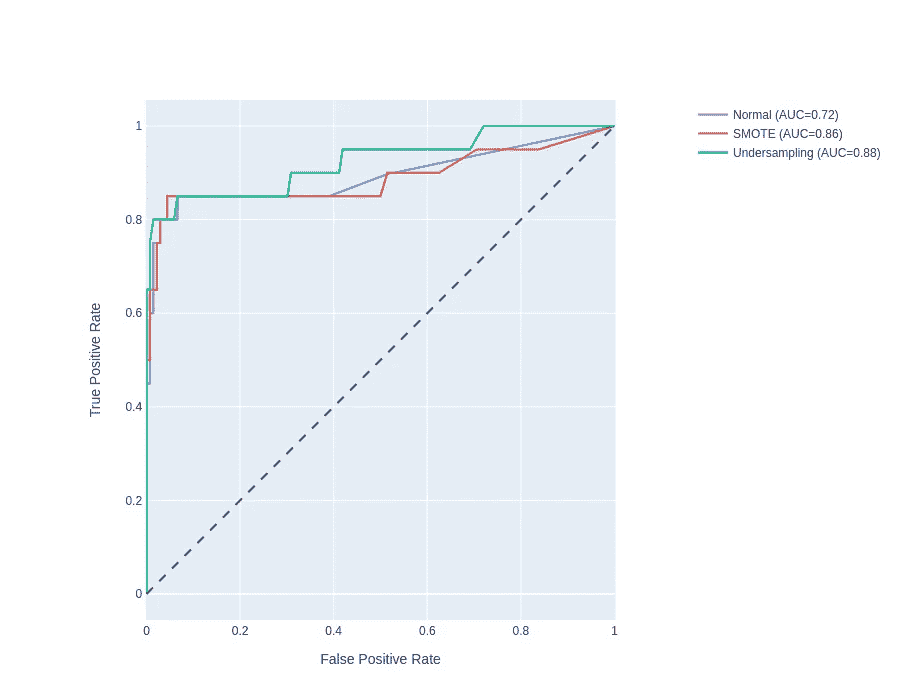 Normal (AUC=0.72)
SMOTE (AUC=0.86)
Undersampling (AUC=0.88)
1
0.8
0.6
0.4
0.2
0
True Positive Rate
0 0.2 0.4 0.6 0.8 1
False Positive Rate